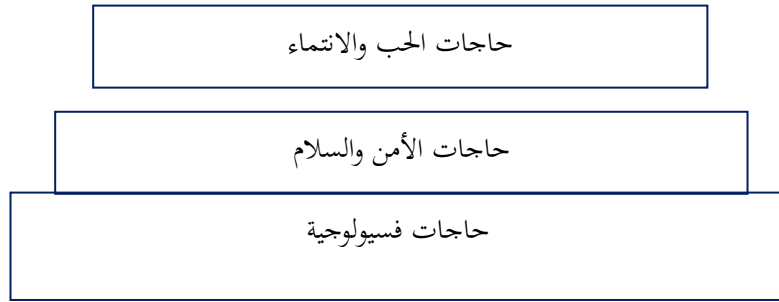 حاجات الحب والانتماء
حاجات الأمن والسلام
حاجات فسيولوجية